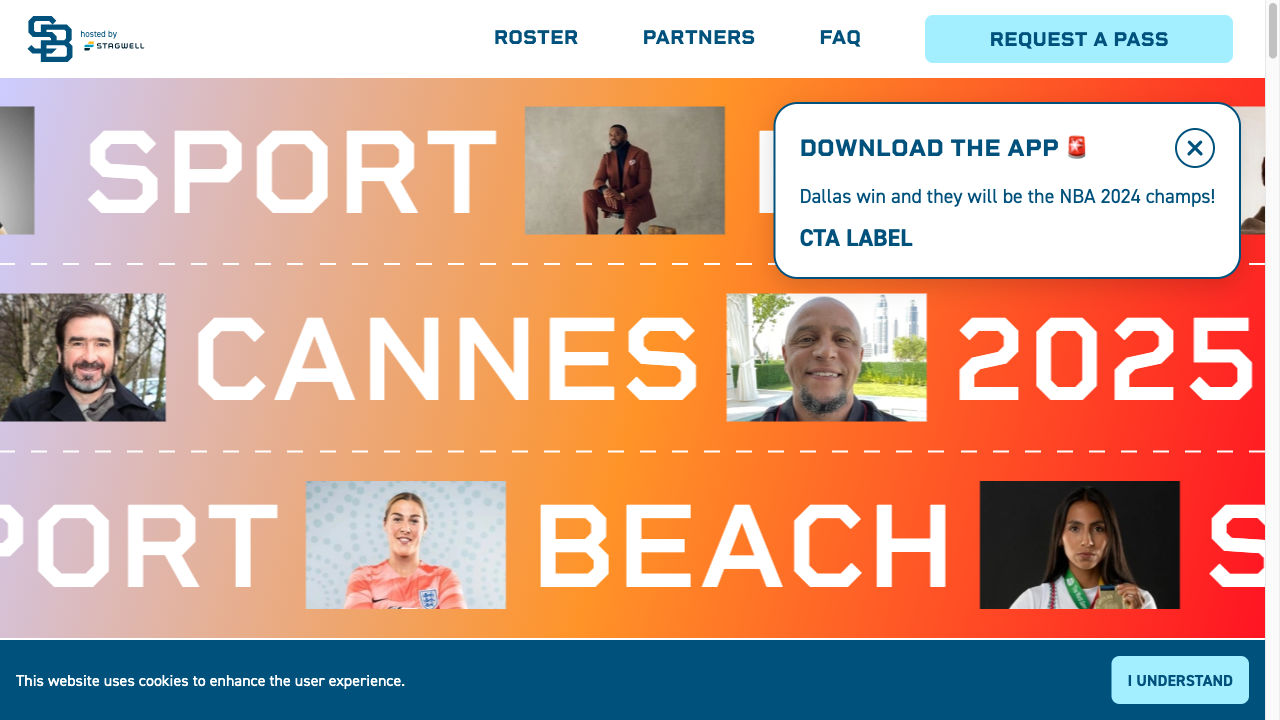 SB
hosted by
STAGWELL
ROSTER
PARTNERS
FAQ
REQUEST A PASS
SPORT
DOWNLOAD THE APP 🚨
Dallas win and they will be the NBA 2024 champs!
CTA LABEL
CANNES
2025
PORT
BEACH
S
This website uses cookies to enhance the user experience.
I UNDERSTAND